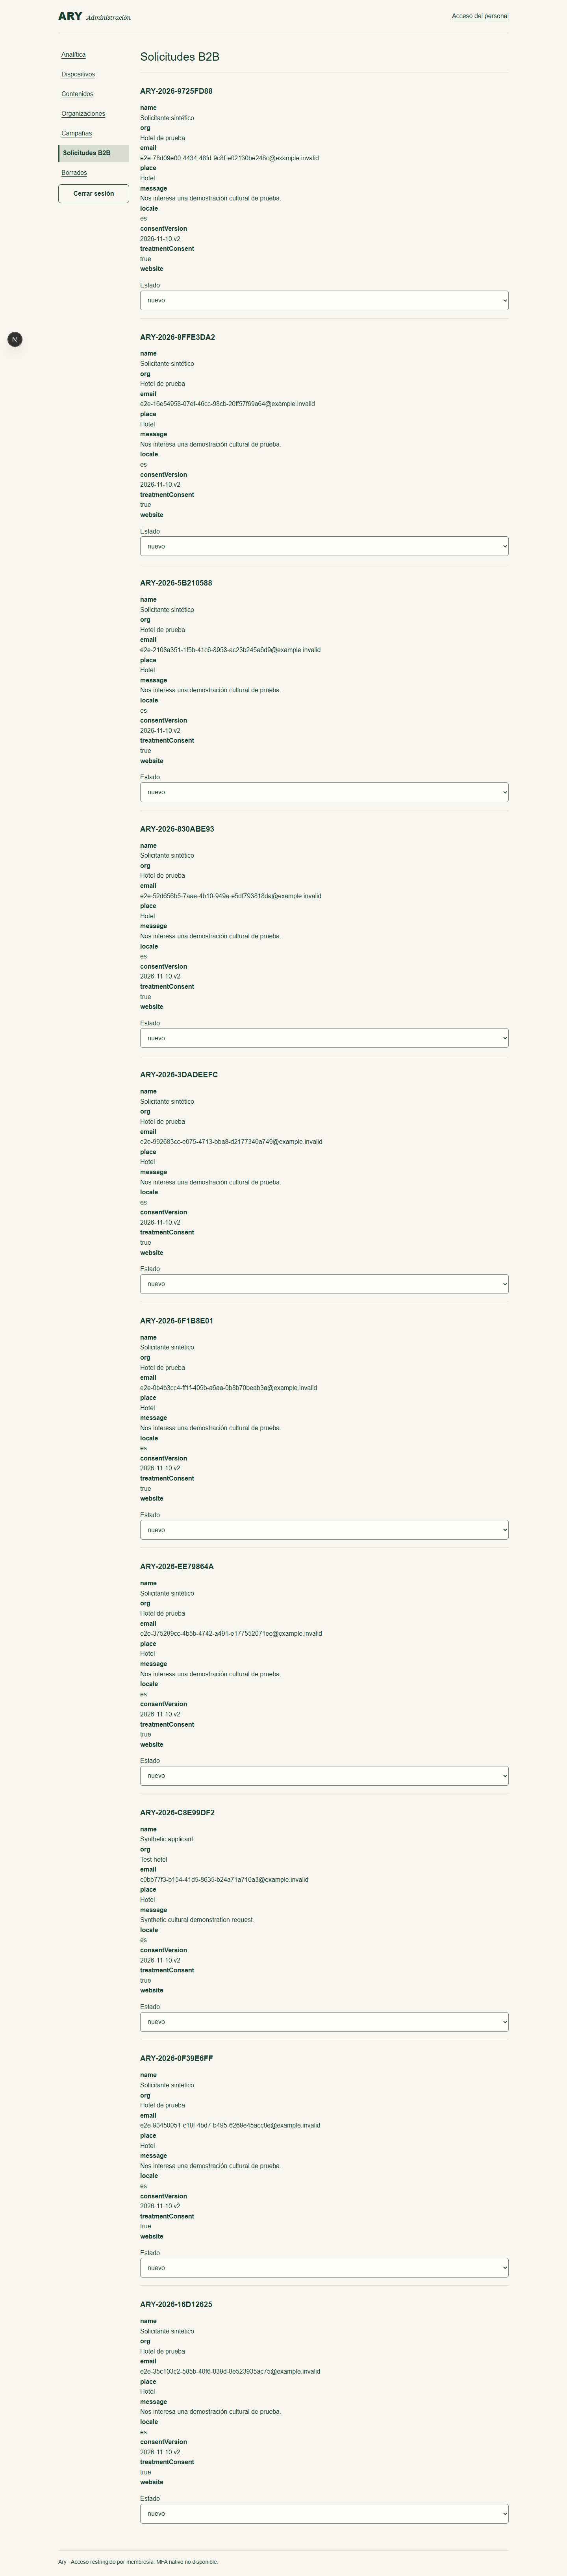 ARY Administración
Acceso del personal
Analítica
Dispositivos
Contenidos
Organizaciones
Campañas
Solicitudes B2B
Borrados
Cerrar sesión
N
Solicitudes B2B
ARY-2026-9725FD88
name
Solicitante sintético
org
Hotel de prueba
email
e2e-78d09e00-4434-48fd-9c8f-e02130be248c@example.invalid
place
Hotel
message
Nos interesa una demostración cultural de prueba.
locale
es
consentVersion
2026-11-10.v2
treatmentConsent
true
website
Estado
nuevo
ARY-2026-8FFE3DA2
name
Solicitante sintético
org
Hotel de prueba
email
e2e-16e54958-07ef-46cc-98cb-20ff57f69a64@example.invalid
place
Hotel
message
Nos interesa una demostración cultural de prueba.
locale
es
consentVersion
2026-11-10.v2
treatmentConsent
true
website
Estado
nuevo
ARY-2026-5B210588
name
Solicitante sintético
org
Hotel de prueba
email
e2e-2108a351-1f5b-41c6-8958-ac23b245a6d9@example.invalid
place
Hotel
message
Nos interesa una demostración cultural de prueba.
locale
es
consentVersion
2026-11-10.v2
treatmentConsent
true
website
Estado
nuevo
ARY-2026-830ABE93
name
Solicitante sintético
org
Hotel de prueba
email
e2e-52d656b5-7aae-4b10-949a-e5df793818da@example.invalid
place
Hotel
message
Nos interesa una demostración cultural de prueba.
locale
es
consentVersion
2026-11-10.v2
treatmentConsent
true
website
Estado
nuevo
ARY-2026-3DADEEFC
name
Solicitante sintético
org
Hotel de prueba
email
e2e-992683cc-e075-4713-bba8-d2177340a749@example.invalid
place
Hotel
message
Nos interesa una demostración cultural de prueba.
locale
es
consentVersion
2026-11-10.v2
treatmentConsent
true
website
Estado
nuevo
ARY-2026-6F1B8E01
name
Solicitante sintético
org
Hotel de prueba
email
e2e-0b4b3cc4-ff1f-405b-a6aa-0b8b70beab3a@example.invalid
place
Hotel
message
Nos interesa una demostración cultural de prueba.
locale
es
consentVersion
2026-11-10.v2
treatmentConsent
true
website
Estado
nuevo
ARY-2026-EE79864A
name
Solicitante sintético
org
Hotel de prueba
email
e2e-375289cc-4b5b-4742-a491-e177552071ec@example.invalid
place
Hotel
message
Nos interesa una demostración cultural de prueba.
locale
es
consentVersion
2026-11-10.v2
treatmentConsent
true
website
Estado
nuevo
ARY-2026-C8E99DF2
name
Synthetic applicant
org
Test hotel
email
c0bb77f3-b154-41d5-8635-b24a71a710a3@example.invalid
place
Hotel
message
Synthetic cultural demonstration request.
locale
es
consentVersion
2026-11-10.v2
treatmentConsent
true
website
Estado
nuevo
ARY-2026-0F39E6FF
name
Solicitante sintético
org
Hotel de prueba
email
e2e-93450051-c18f-4bd7-b495-6269e45acc8e@example.invalid
place
Hotel
message
Nos interesa una demostración cultural de prueba.
locale
es
consentVersion
2026-11-10.v2
treatmentConsent
true
website
Estado
nuevo
ARY-2026-16D12625
name
Solicitante sintético
org
Hotel de prueba
email
e2e-35c103c2-585b-40f6-839d-8e523935ac75@example.invalid
place
Hotel
message
Nos interesa una demostración cultural de prueba.
locale
es
consentVersion
2026-11-10.v2
treatmentConsent
true
website
Estado
nuevo
Ary · Acceso restringido por membresía. MFA nativo no disponible.